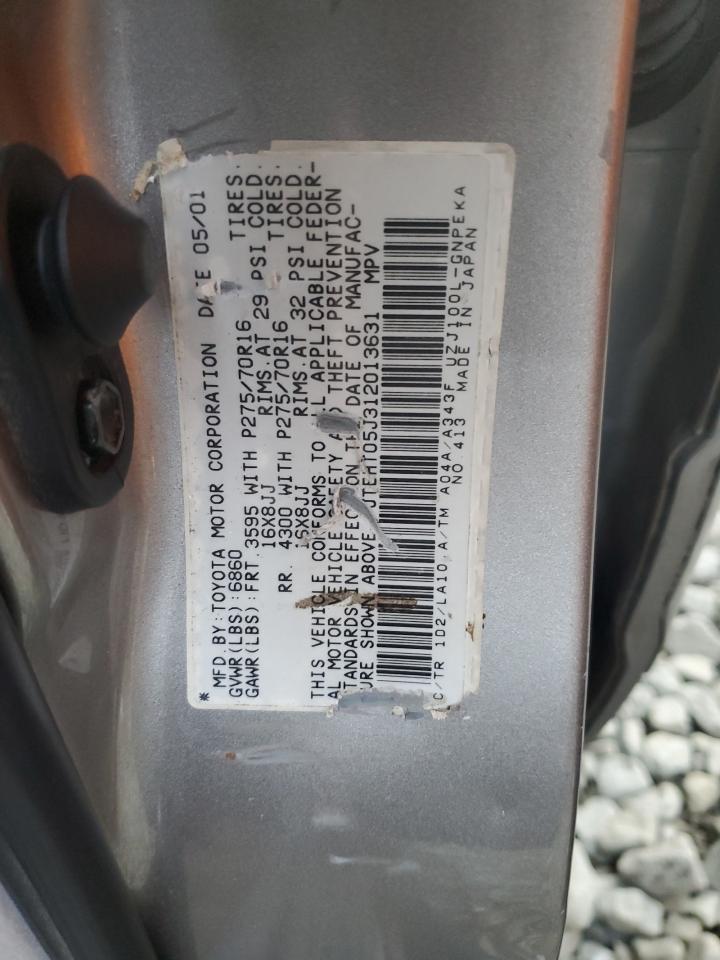 * MFD BY:TOYOTA MOTOR CORPORATION DATE 05/01
GVWR(LBS):6860 TIRES.
GAWR(LBS):FRT.3595 WITH P275/70R16
16X8JJ RIMS.AT 29 PSI COLD.
RR. 4300 WITH P275/70R16 TIRES.
16X8JJ RIMS.AT 32 PSI COLD.
THIS VEHICLE CONFORMS TO ALL APPLICABLE FEDER-
AL MOTOR VEHICLE SAFETY AND THEFT PREVENTION
STANDARDS IN EFFECT ON THE DATE OF MANUFAC-
TURE SHOWN ABOVE. JTEHT05J312013631 MPV
C/TR 1D2/LA10 A/TM A04A/A343F UZJ100L-GNPEKA
NO 413 MADE IN JAPAN